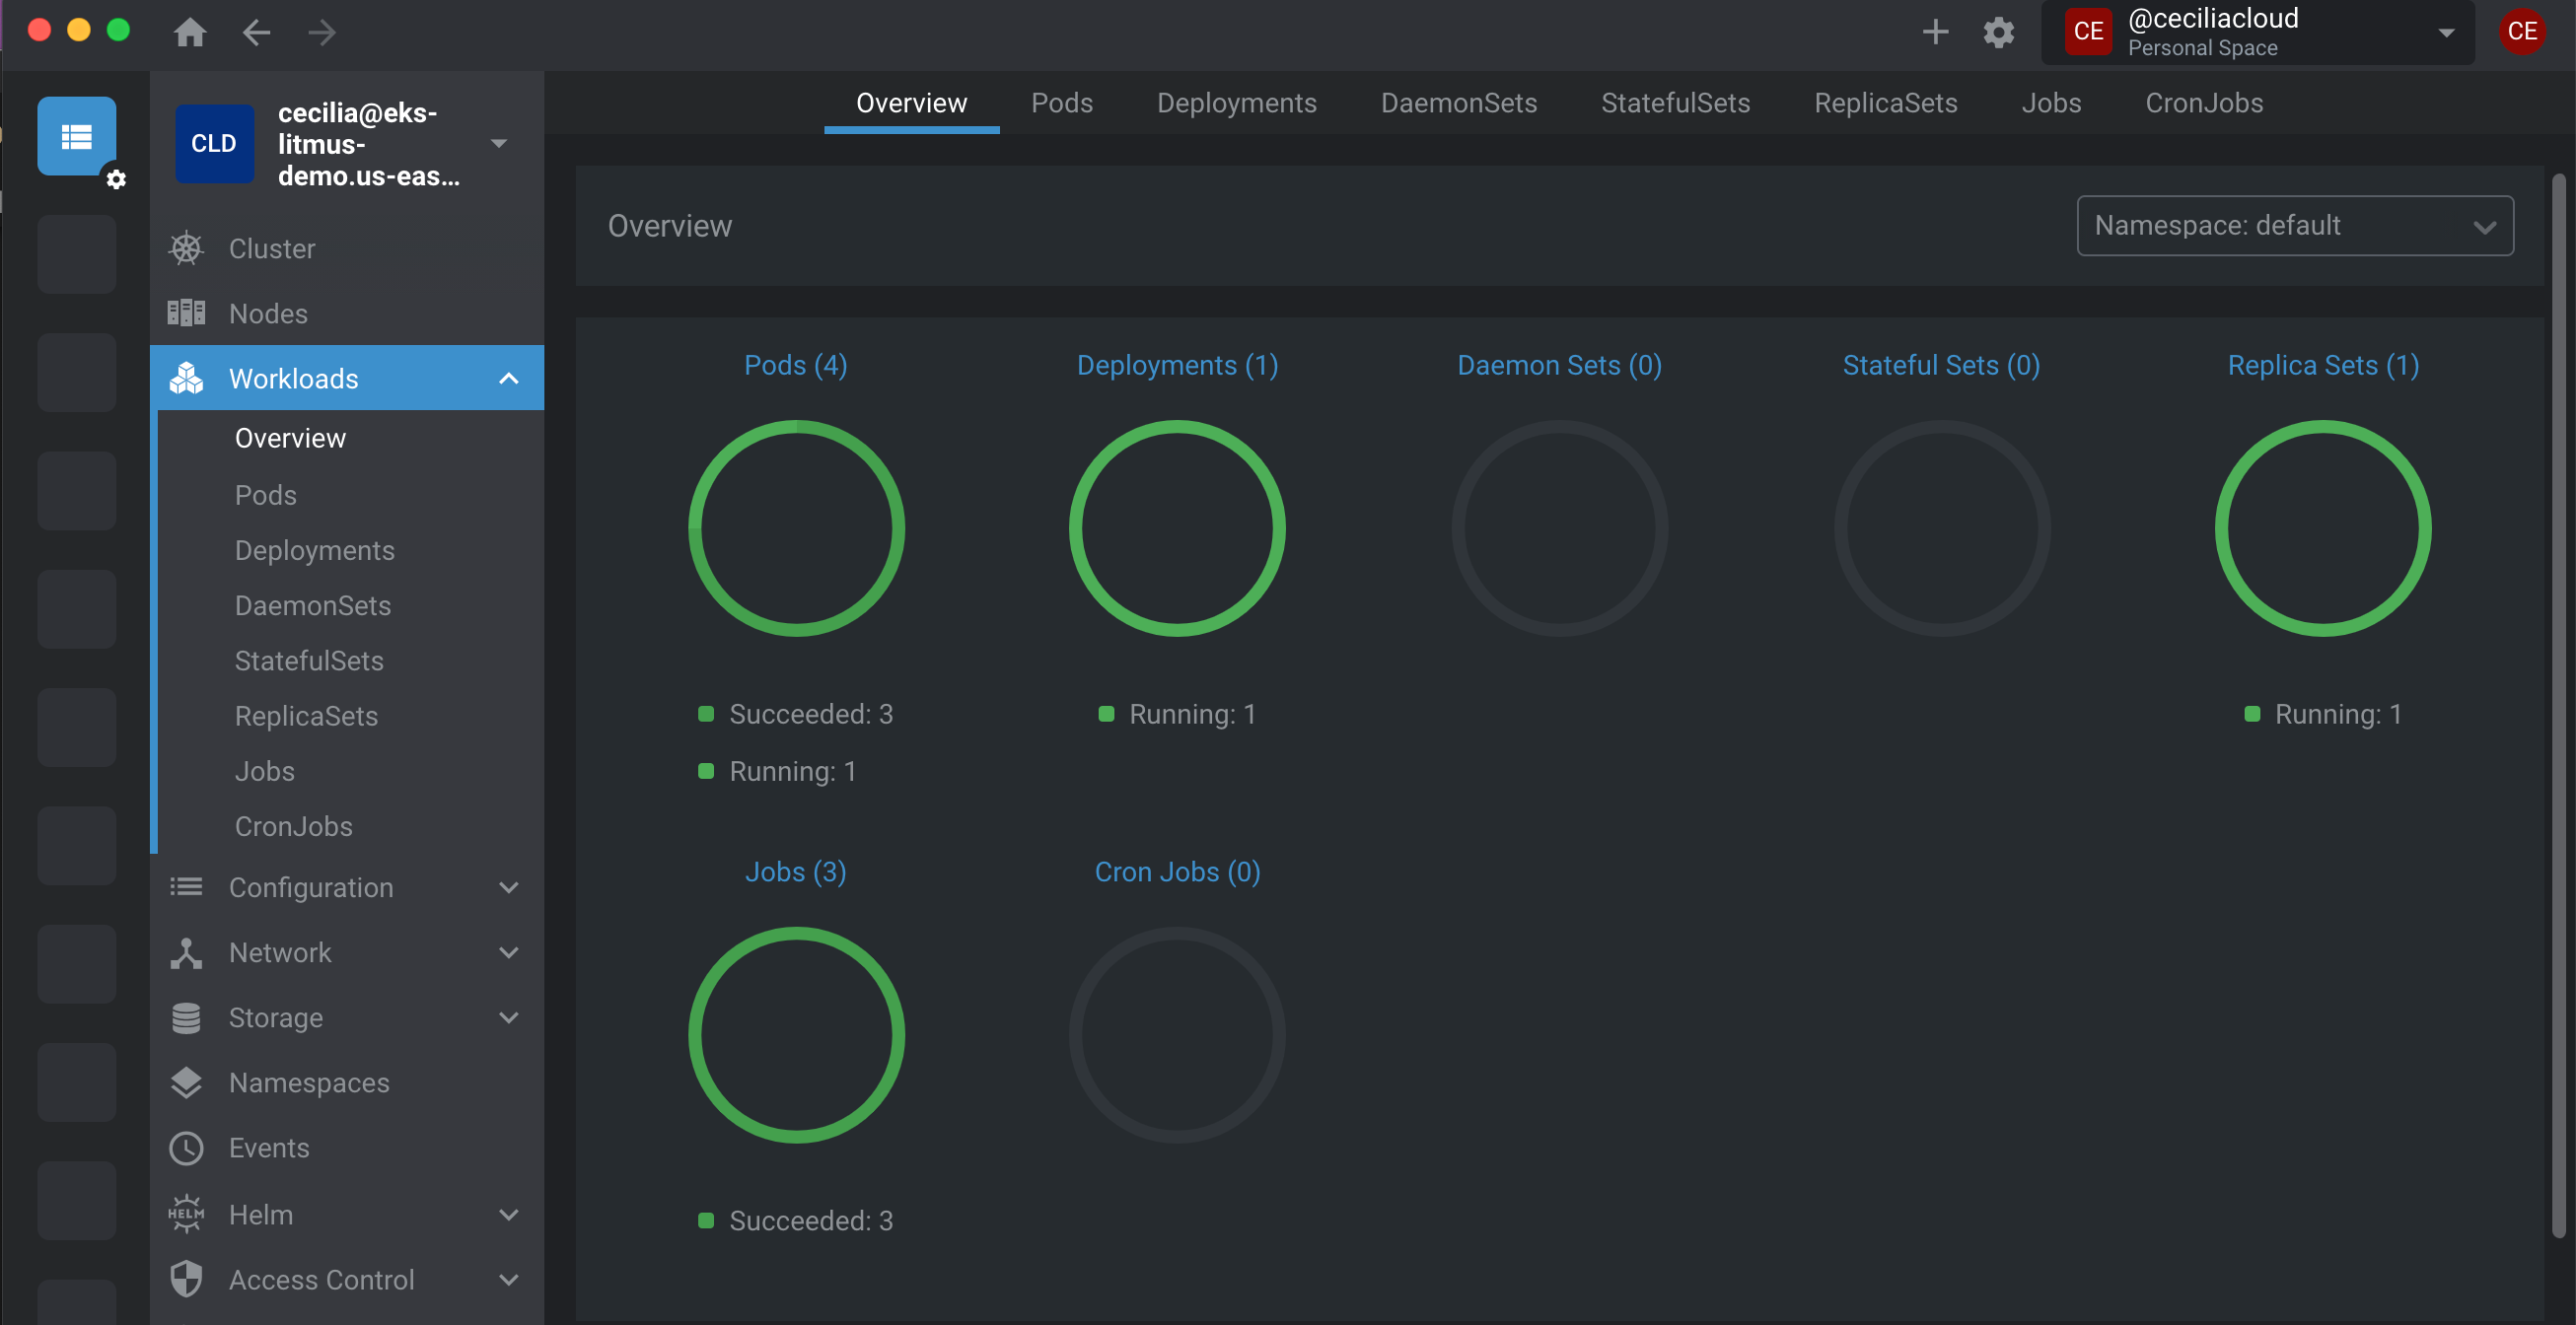 CE
@ceciliacloud
Personal Space
CE
CLD
cecilia@eks-
litmus-
demo.us-eas...
Cluster
Nodes
Workloads
Overview
Pods
Deployments
DaemonSets
StatefulSets
ReplicaSets
Jobs
CronJobs
Configuration
Network
Storage
Namespaces
Events
HELM
Helm
Access Control
Overview
Pods
Deployments
DaemonSets
StatefulSets
ReplicaSets
Jobs
CronJobs
Overview
Namespace: default
Pods (4)
Succeeded: 3
Running: 1
Deployments (1)
Running: 1
Daemon Sets (0)
Stateful Sets (0)
Replica Sets (1)
Running: 1
Jobs (3)
Succeeded: 3
Cron Jobs (0)